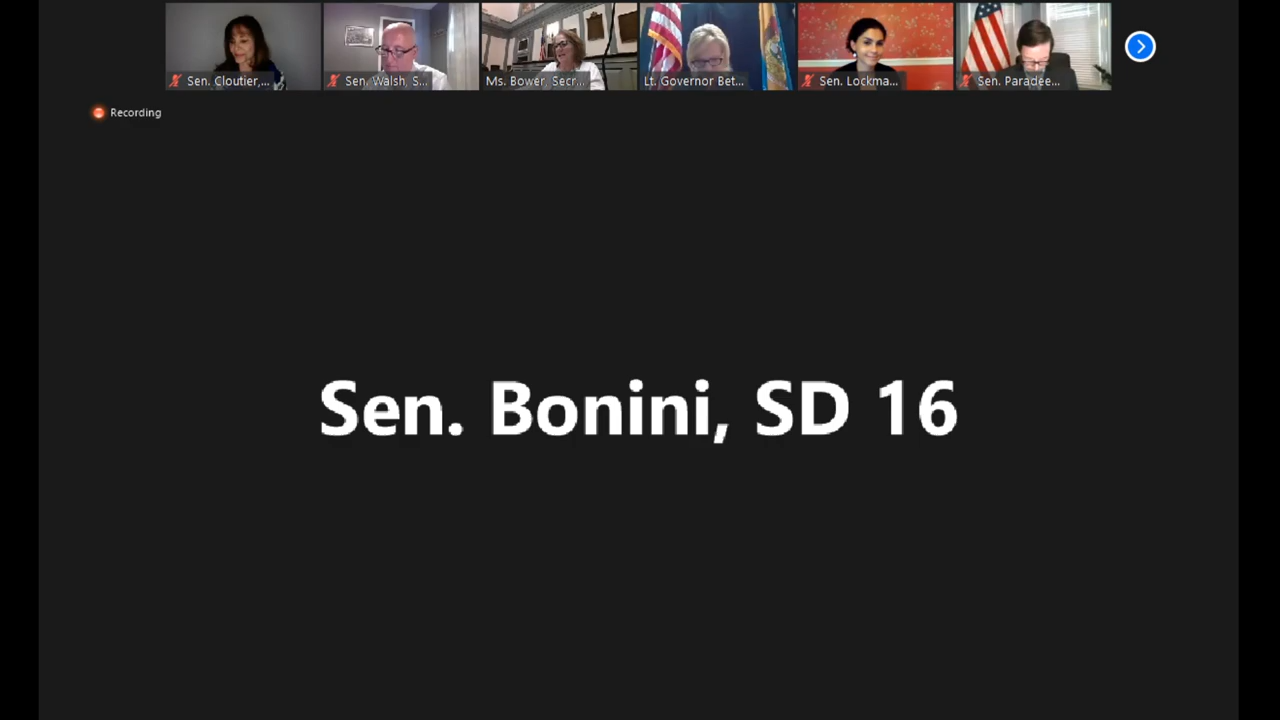 Sen. Cloutier,...
Sen. Walsh, S...
Ms. Bower, Secr...
Lt. Governor Bet...
Sen. Lockma...
Sen. Paradee...
Recording
Sen. Bonini, SD 16